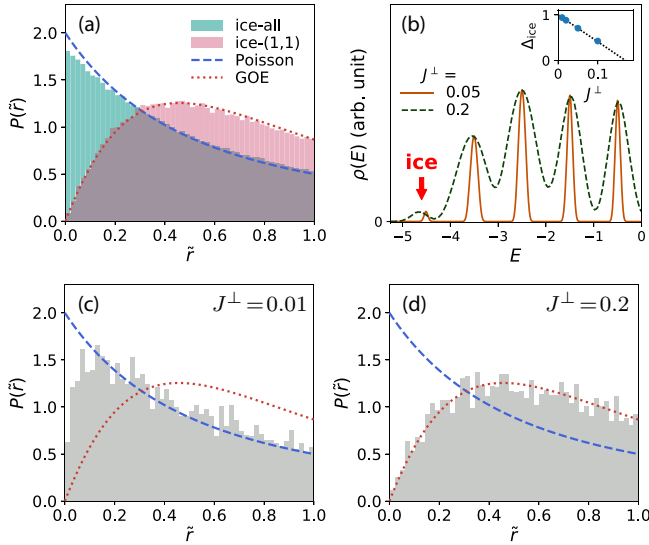 (a)
ice-all
ice-(1,1)
Poisson
GOE
P(r̃)
2.0
1.5
1.0
0.5
0.0
0.0 0.2 0.4 0.6 0.8 1.0
r̃
(b)
J⊥ =
0.05
0.2
ice
ρ(E) (arb. unit)
0
−5 −4 −3 −2 −1 0
E
Δice
1
0
0.0 0.1
J⊥
(c)
J⊥=0.01
P(r̃)
2.0
1.5
1.0
0.5
0.0
0.0 0.2 0.4 0.6 0.8 1.0
r̃
(d)
J⊥=0.2
P(r̃)
2.0
1.5
1.0
0.5
0.0
0.0 0.2 0.4 0.6 0.8 1.0
r̃